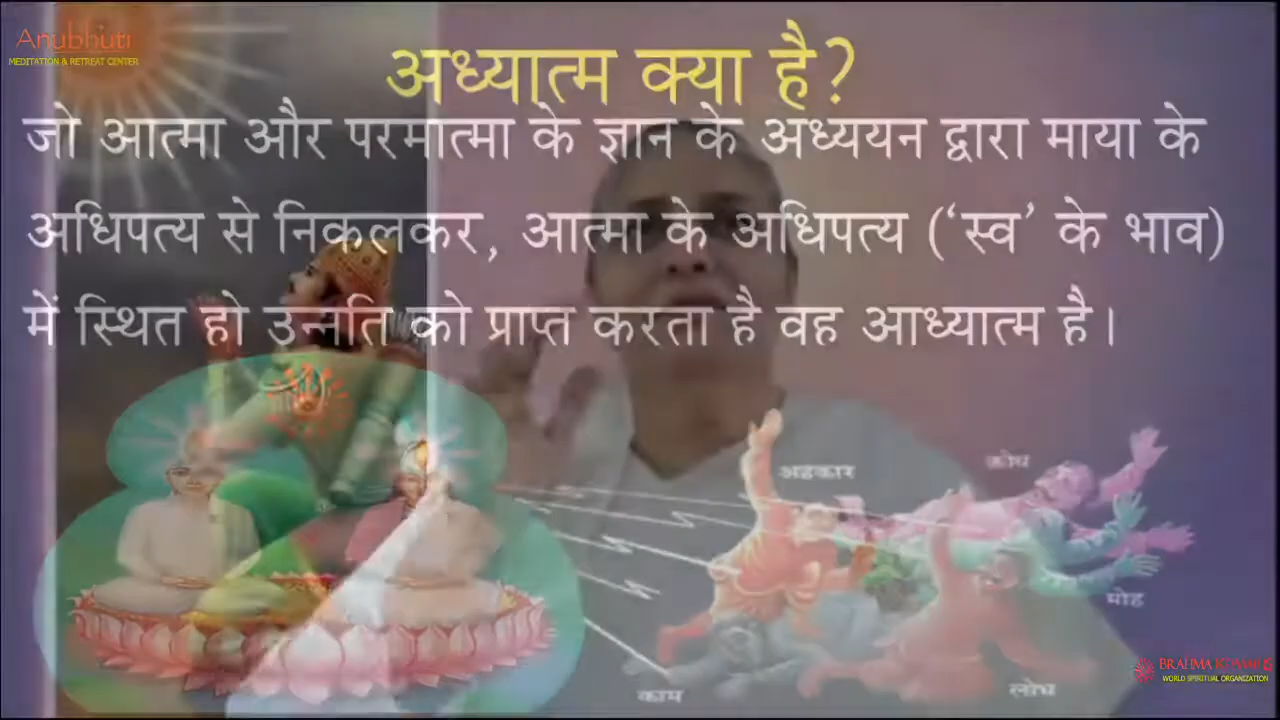 Anubhuti
MEDITATION & RETREAT CENTER
अध्यात्म क्या है?
जो आत्मा और परमात्मा के ज्ञान के अध्ययन द्वारा माया के
अधिपत्य से निकलकर, आत्मा के अधिपत्य (‘स्व’ के भाव)
में स्थित हो उन्नति को प्राप्त करता है वह आध्यात्म है।
अहंकार
क्रोध
मोह
काम
लोभ
BRAHMA KUMARIS
WORLD SPIRITUAL ORGANIZATION